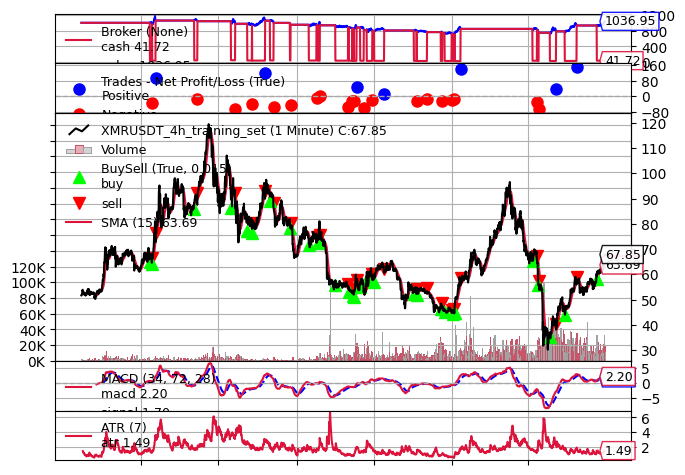 Broker (None)
cash 41.72
1036.95
800
400
41.72
0
Trades - Net Profit/Loss (True)
Positive
160
80
0
−80
XMRUSDT_4h_training_set (1 Minute) C:67.85
Volume
BuySell (True, 0.015)
buy
sell
SMA (15) 63.69
120
110
100
90
80
70
67.85
63.69
60
50
40
30
120K
100K
80K
60K
40K
20K
0K
MACD (34, 72, 28)
macd 2.20
5
2.20
0
−5
ATR (7)
atr 1.49
6
4
2
1.49